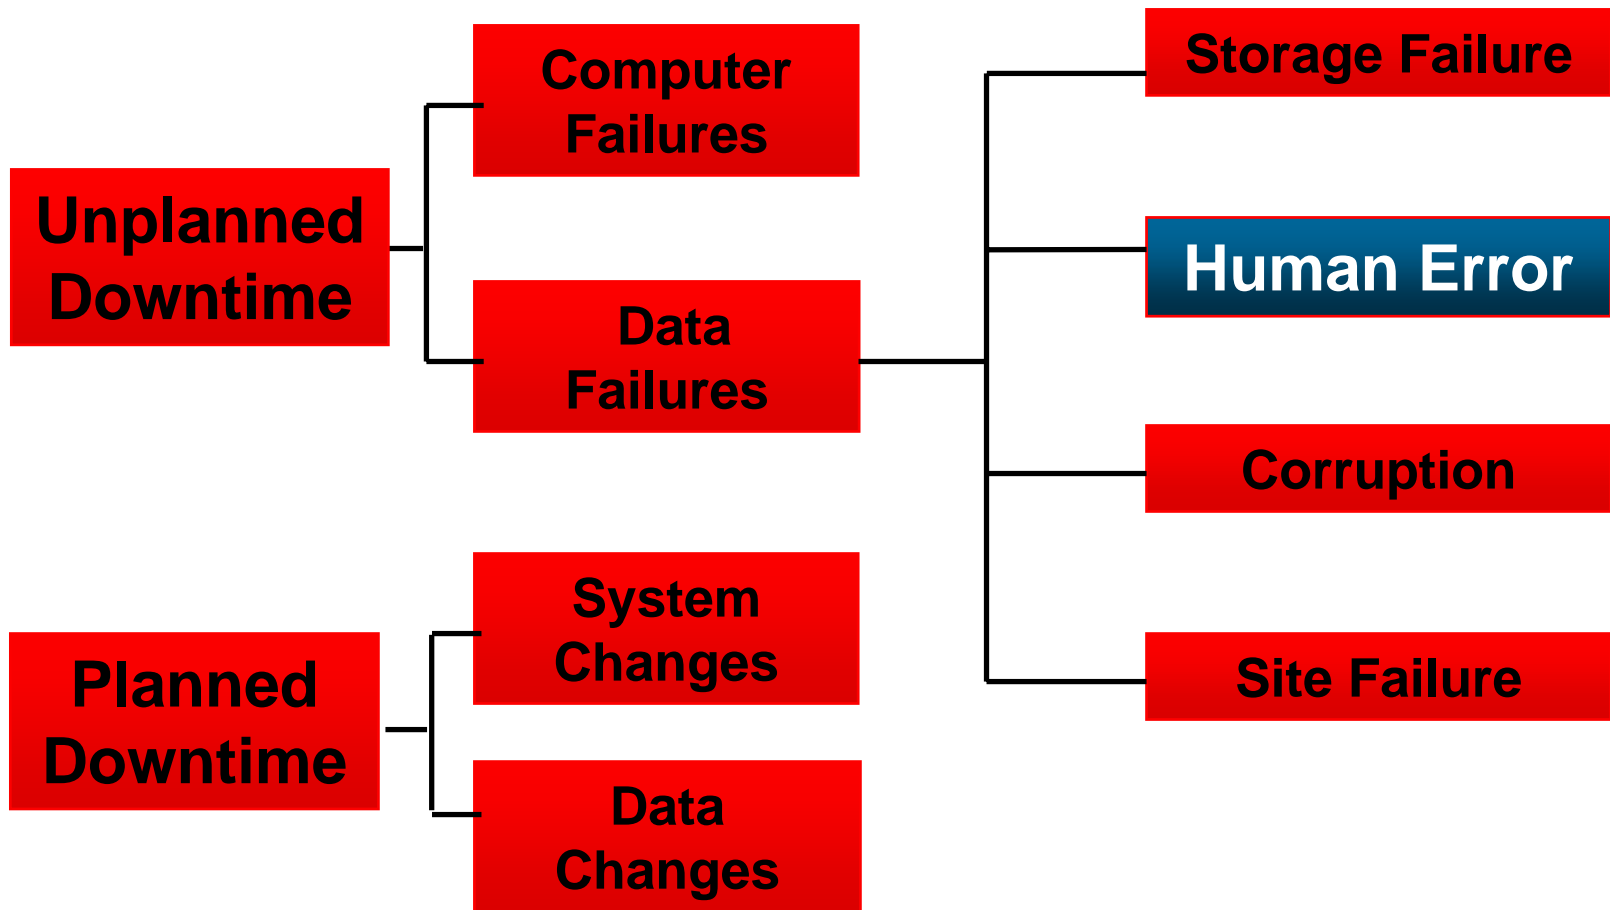 Unplanned
Downtime
Computer
Failures
Data
Failures
Storage Failure
Human Error
Corruption
Site Failure
Planned
Downtime
System
Changes
Data
Changes